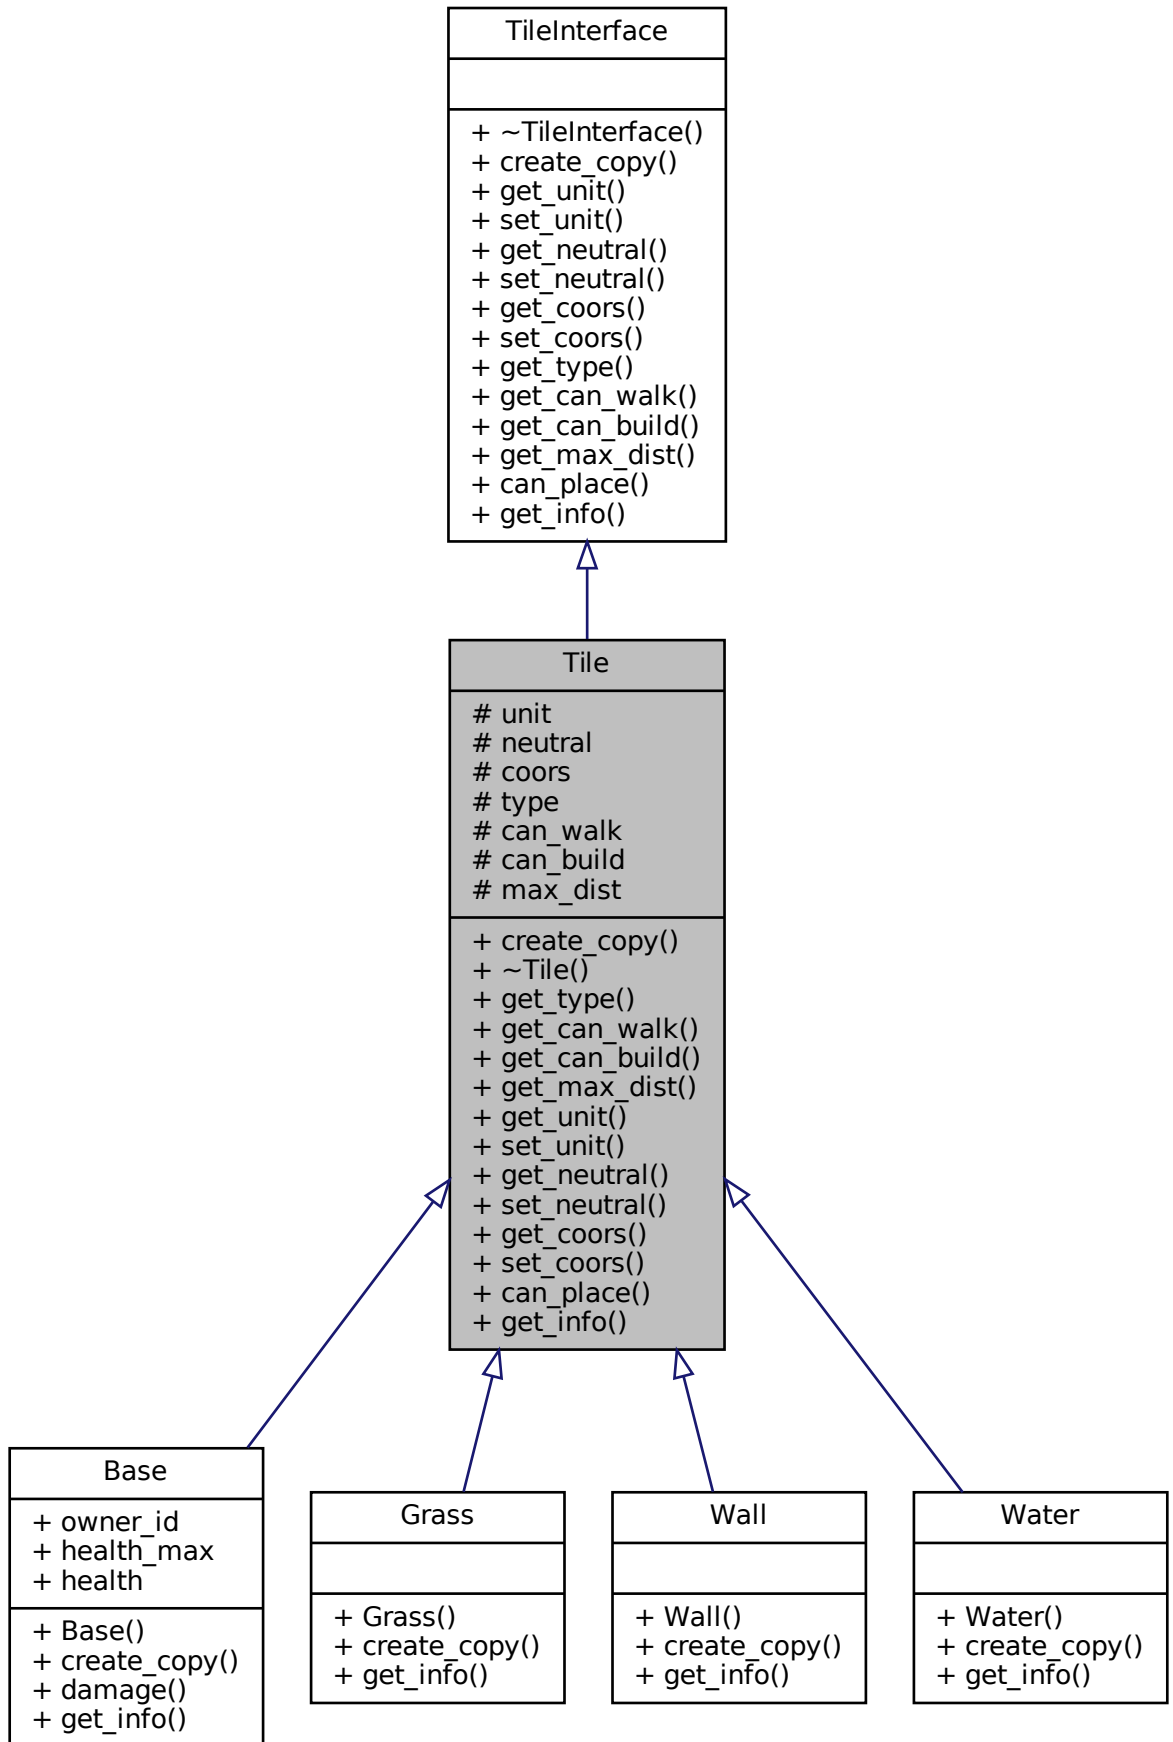 TileInterface
+ ~TileInterface()
+ create_copy()
+ get_unit()
+ set_unit()
+ get_neutral()
+ set_neutral()
+ get_coors()
+ set_coors()
+ get_type()
+ get_can_walk()
+ get_can_build()
+ get_max_dist()
+ can_place()
+ get_info()
Tile
# unit
# neutral
# coors
# type
# can_walk
# can_build
# max_dist
+ create_copy()
+ ~Tile()
+ get_type()
+ get_can_walk()
+ get_can_build()
+ get_max_dist()
+ get_unit()
+ set_unit()
+ get_neutral()
+ set_neutral()
+ get_coors()
+ set_coors()
+ can_place()
+ get_info()
Base
+ owner_id
+ health_max
+ health
+ Base()
+ create_copy()
+ damage()
+ get_info()
Grass
+ Grass()
+ create_copy()
+ get_info()
Wall
+ Wall()
+ create_copy()
+ get_info()
Water
+ Water()
+ create_copy()
+ get_info()